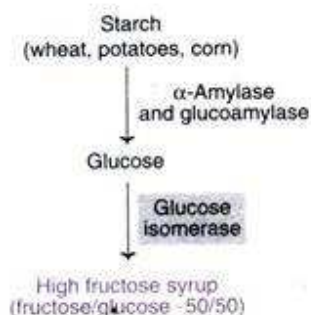 Starch
(wheat, potatoes, corn)
α-Amylase
and glucoamylase
Glucose
Glucose
isomerase
High fructose syrup
(fructose/glucose - 50/50)